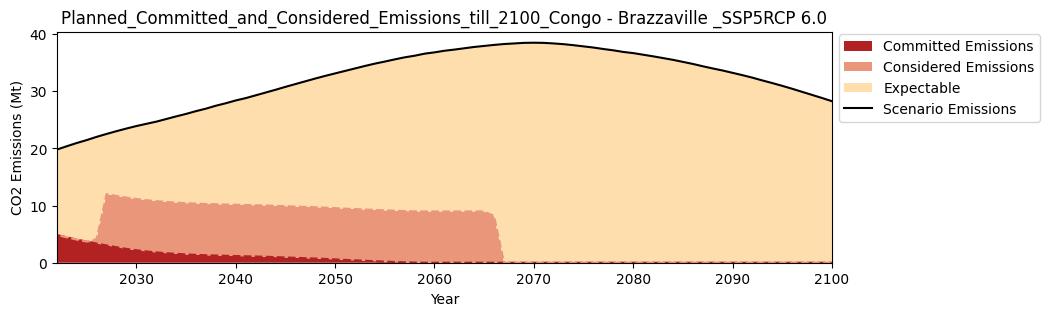 Planned_Committed_and_Considered_Emissions_till_2100_Congo - Brazzaville _SSP5RCP 6.0
40
30
20
10
0
CO2 Emissions (Mt)
2030 2040 2050 2060 2070 2080 2090 2100
Year
Committed Emissions
Considered Emissions
Expectable
Scenario Emissions